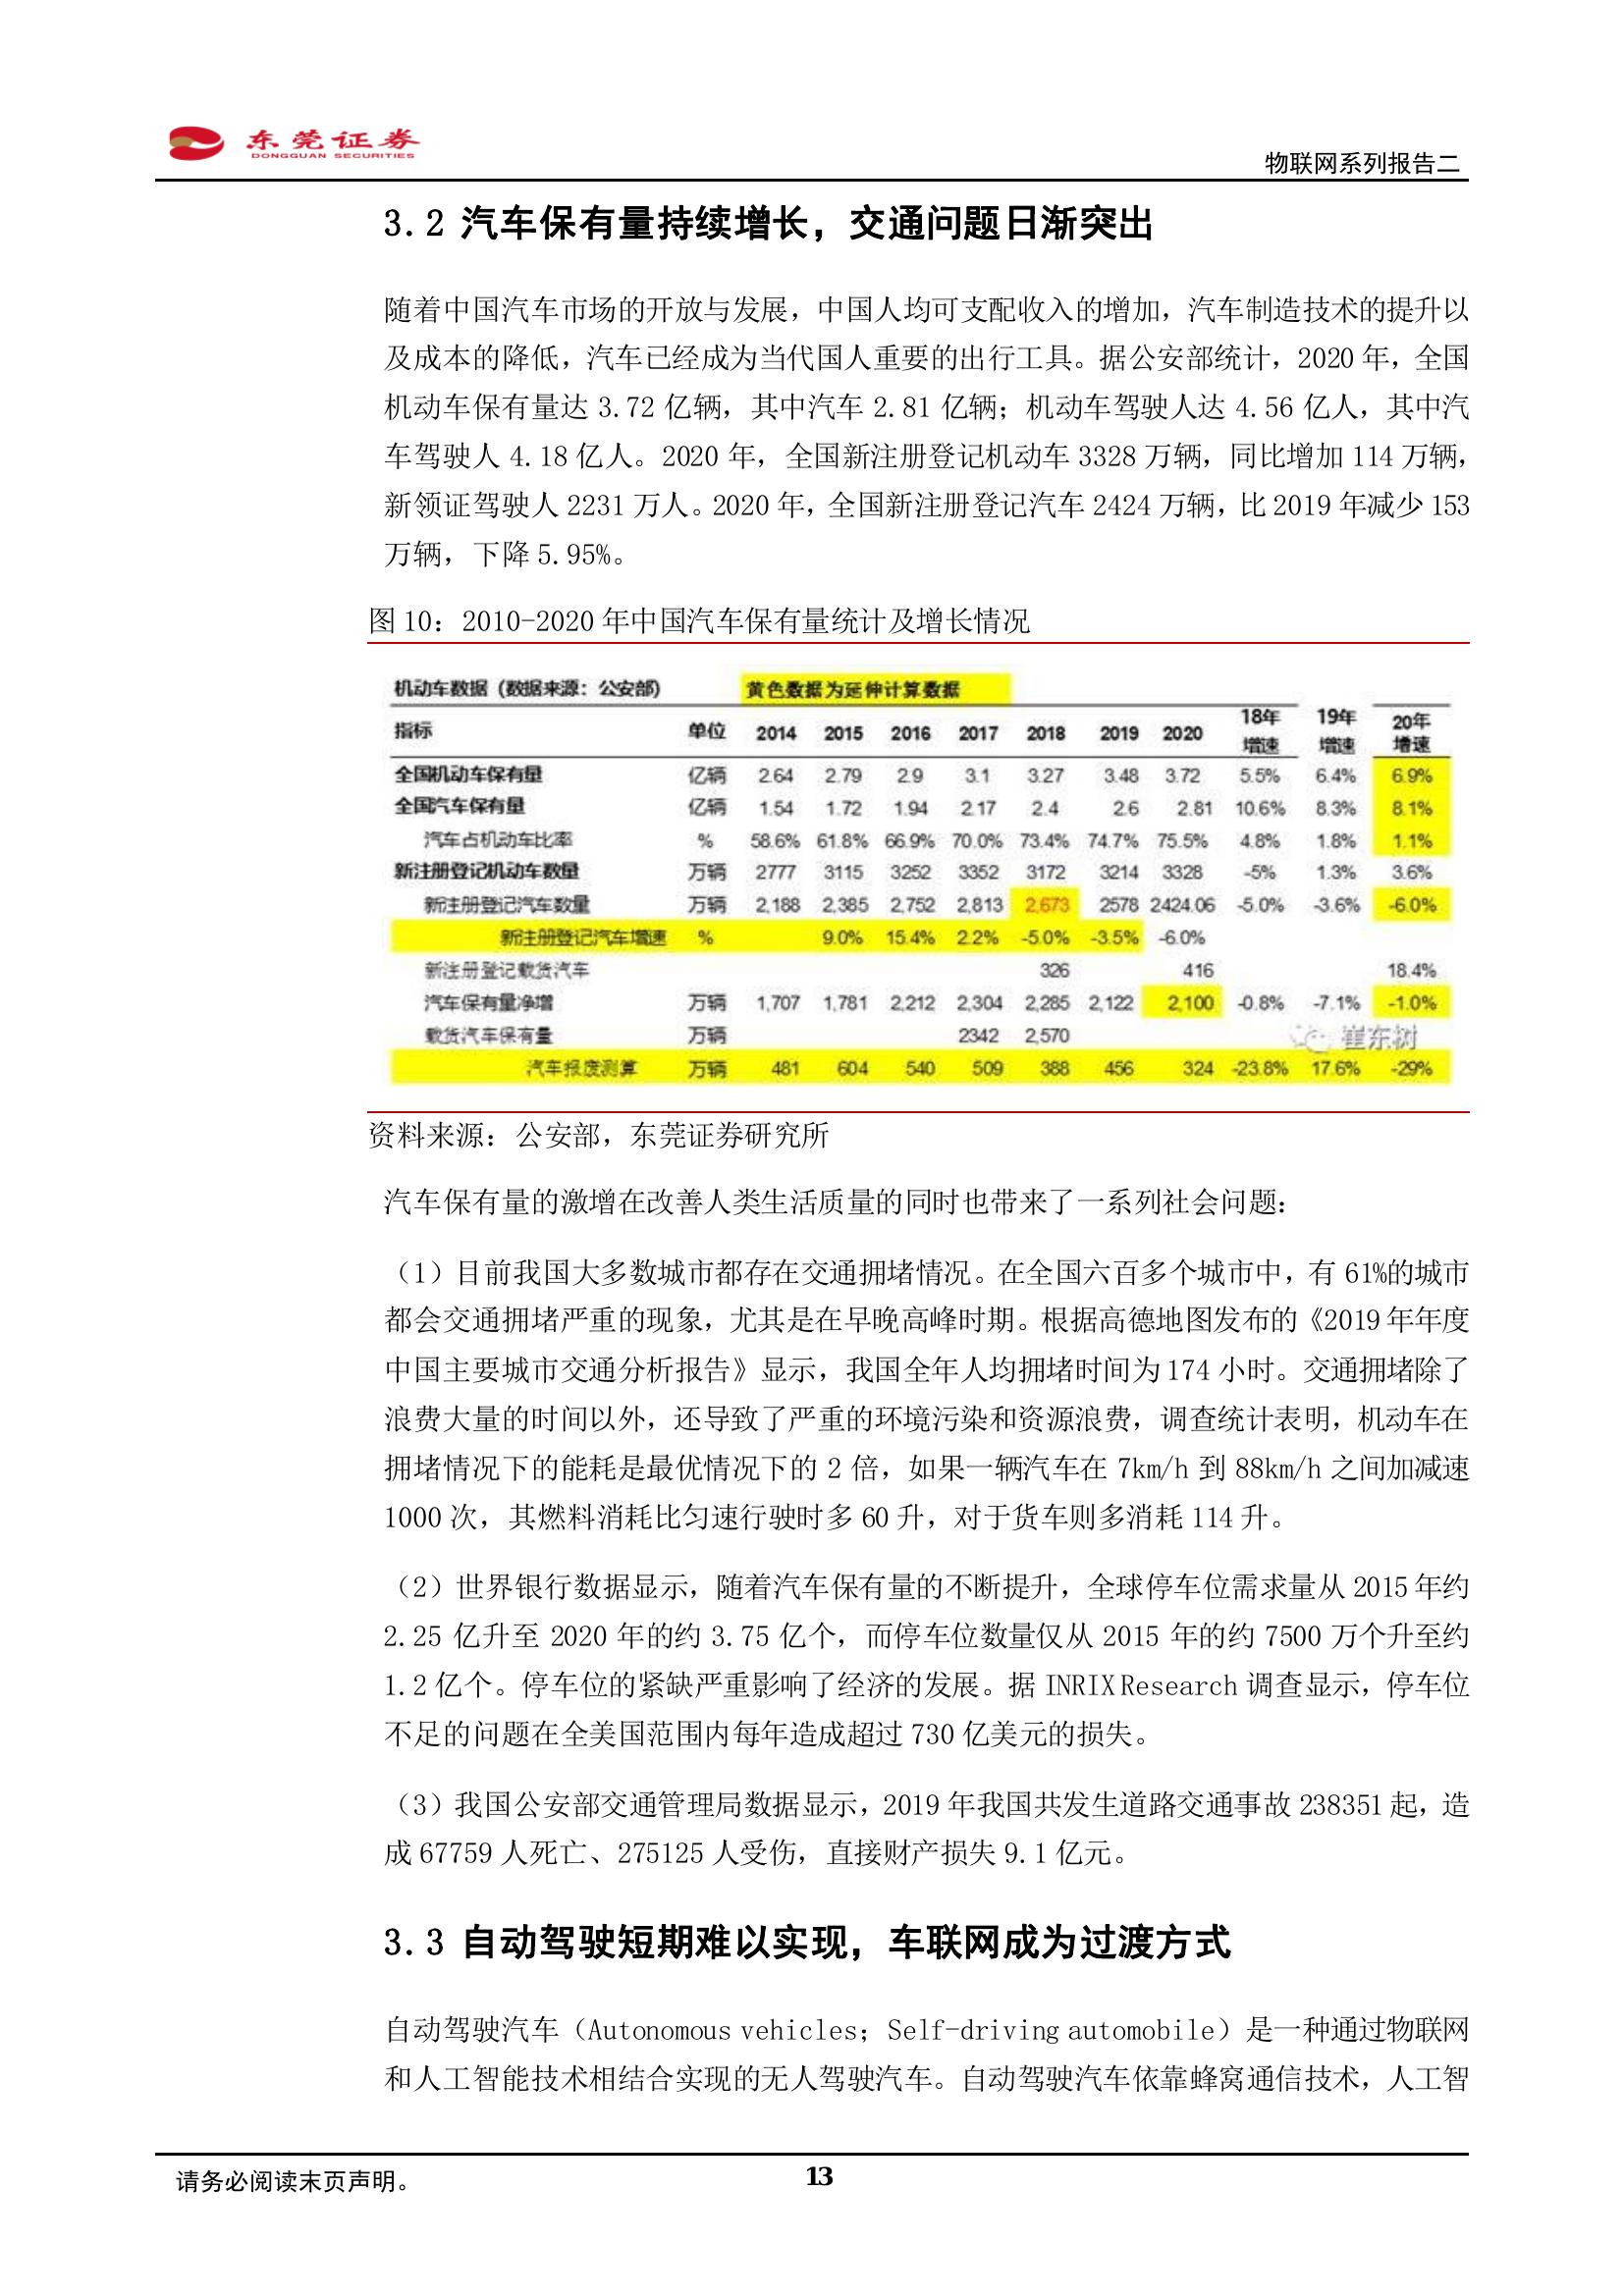 东莞证券
DONGGUAN SECURITIES
物联网系列报告二
3.2 汽车保有量持续增长，交通问题日渐突出
随着中国汽车市场的开放与发展，中国人均可支配收入的增加，汽车制造技术的提升以
及成本的降低，汽车已经成为当代国人重要的出行工具。据公安部统计，2020 年，全国
机动车保有量达 3.72 亿辆，其中汽车 2.81 亿辆；机动车驾驶人达 4.56 亿人，其中汽
车驾驶人 4.18 亿人。2020 年，全国新注册登记机动车 3328 万辆，同比增加 114 万辆，
新领证驾驶人 2231 万人。2020 年，全国新注册登记汽车 2424 万辆，比 2019 年减少 153
万辆，下降 5.95%。
图 10：2010-2020 年中国汽车保有量统计及增长情况
机动车数据（数据来源：公安部） 黄色数据为延伸计算数据
指标 单位 2014 2015 2016 2017 2018 2019 2020 18年增速 19年增速 20年增速
全国机动车保有量 亿辆 2.64 2.79 2.9 3.1 3.27 3.48 3.72 5.5% 6.4% 6.9%
全国汽车保有量 亿辆 1.54 1.72 1.94 2.17 2.4 2.6 2.81 10.6% 8.3% 8.1%
汽车占机动车比率 % 58.6% 61.8% 66.9% 70.0% 73.4% 74.7% 75.5% 4.8% 1.8% 1.1%
新注册登记机动车数量 万辆 2777 3115 3252 3352 3172 3214 3328 -5% 1.3% 3.6%
新注册登记汽车数量 万辆 2,188 2,385 2,752 2,813 2,673 2578 2424.06 -5.0% -3.6% -6.0%
新注册登记汽车增速 % 9.0% 15.4% 2.2% -5.0% -3.5% -6.0%
新注册登记载货汽车 326 416 18.4%
汽车保有量净增 万辆 1,707 1,781 2,212 2,304 2,285 2,122 2,100 -0.8% -7.1% -1.0%
载货汽车保有量 万辆 2342 2,570 崔东树
汽车报废测算 万辆 481 604 540 509 388 456 324 -23.8% 17.6% -29%
资料来源：公安部，东莞证券研究所
汽车保有量的激增在改善人类生活质量的同时也带来了一系列社会问题：
（1）目前我国大多数城市都存在交通拥堵情况。在全国六百多个城市中，有 61%的城市
都会交通拥堵严重的现象，尤其是在早晚高峰时期。根据高德地图发布的《2019 年年度
中国主要城市交通分析报告》显示，我国全年人均拥堵时间为 174 小时。交通拥堵除了
浪费大量的时间以外，还导致了严重的环境污染和资源浪费，调查统计表明，机动车在
拥堵情况下的能耗是最优情况下的 2 倍，如果一辆汽车在 7km/h 到 88km/h 之间加减速
1000 次，其燃料消耗比匀速行驶时多 60 升，对于货车则多消耗 114 升。
（2）世界银行数据显示，随着汽车保有量的不断提升，全球停车位需求量从 2015 年约
2.25 亿升至 2020 年的约 3.75 亿个，而停车位数量仅从 2015 年的约 7500 万个升至约
1.2 亿个。停车位的紧缺严重影响了经济的发展。据 INRIX Research 调查显示，停车位
不足的问题在全美国范围内每年造成超过 730 亿美元的损失。
（3）我国公安部交通管理局数据显示，2019 年我国共发生道路交通事故 238351 起，造
成 67759 人死亡、275125 人受伤，直接财产损失 9.1 亿元。
3.3 自动驾驶短期难以实现，车联网成为过渡方式
自动驾驶汽车（Autonomous vehicles；Self-driving automobile）是一种通过物联网
和人工智能技术相结合实现的无人驾驶汽车。自动驾驶汽车依靠蜂窝通信技术，人工智
请务必阅读末页声明。
13